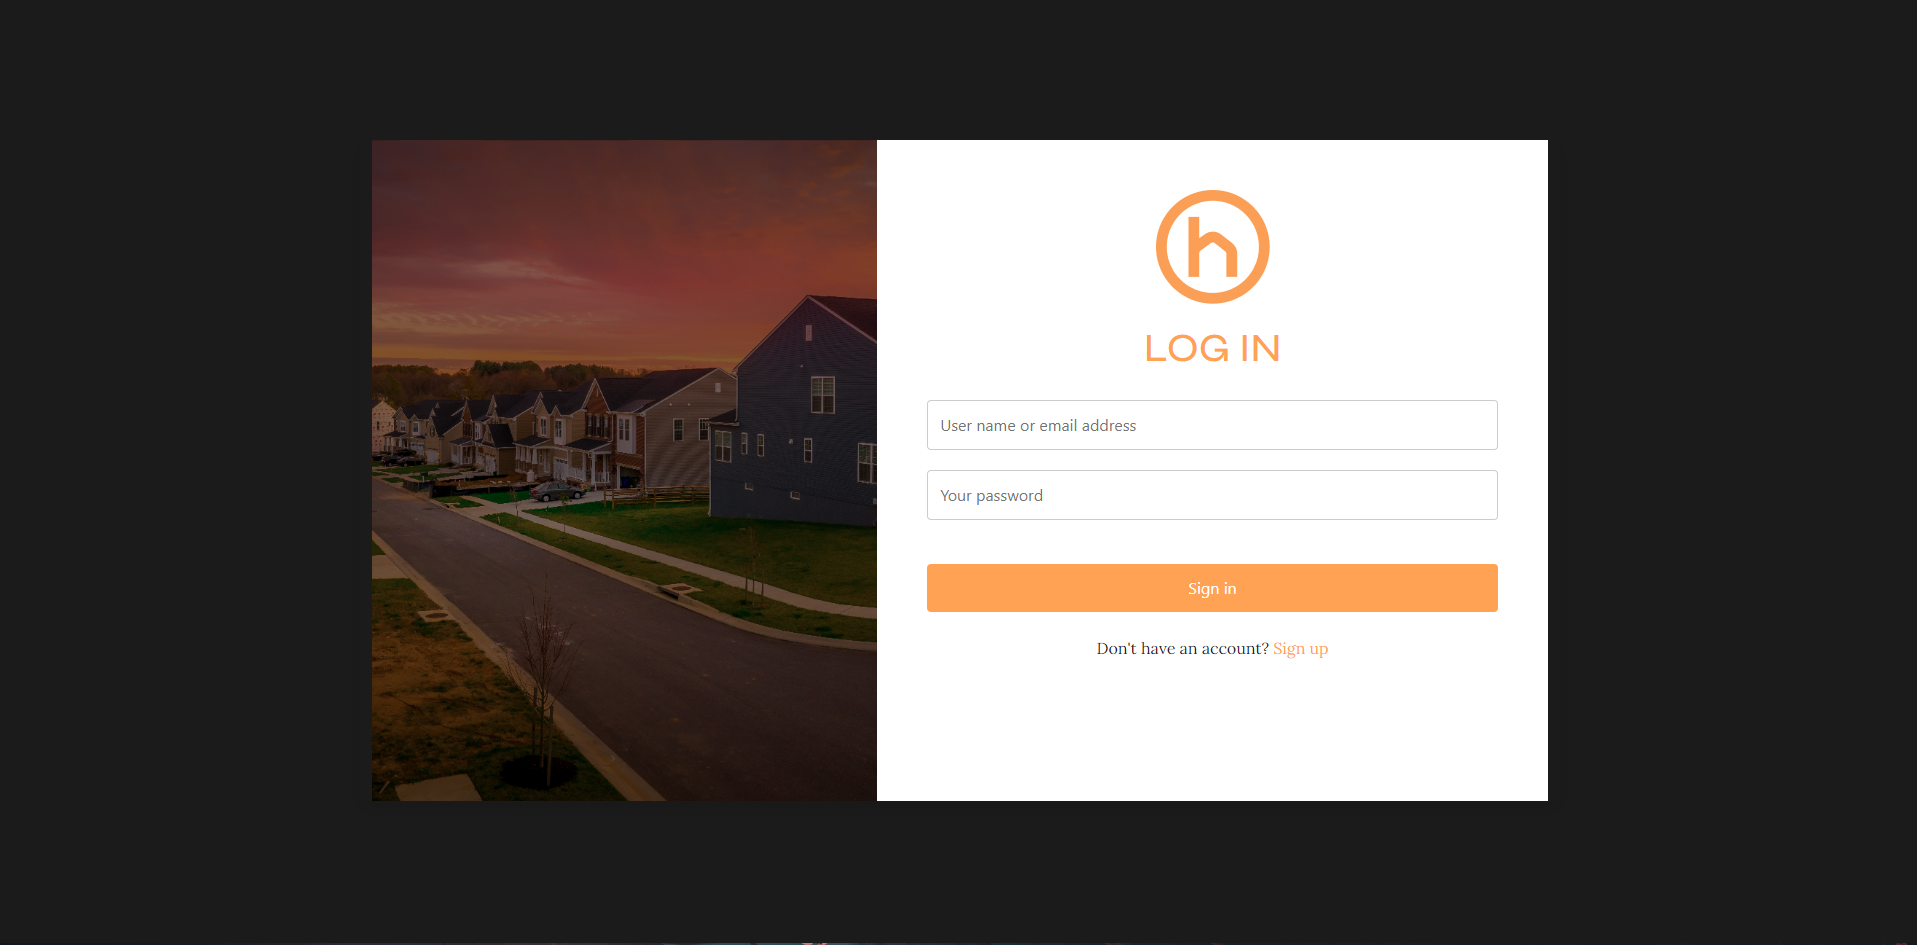 h
LOG IN
User name or email address
Your password
Sign in
Don't have an account? Sign up